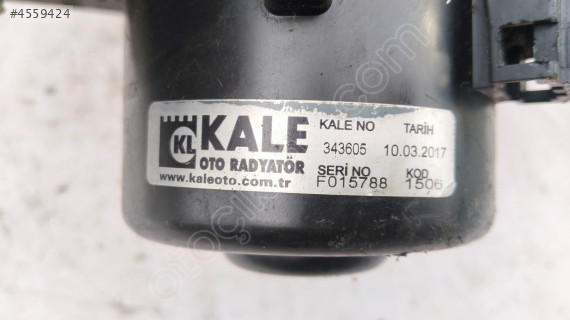 #4559424
KL KALE
OTO RADYATÖR
www.kaleoto.com.tr
KALE NO TARİH
343605 10.03.2017
SERİ NO KOD
F015788 1506